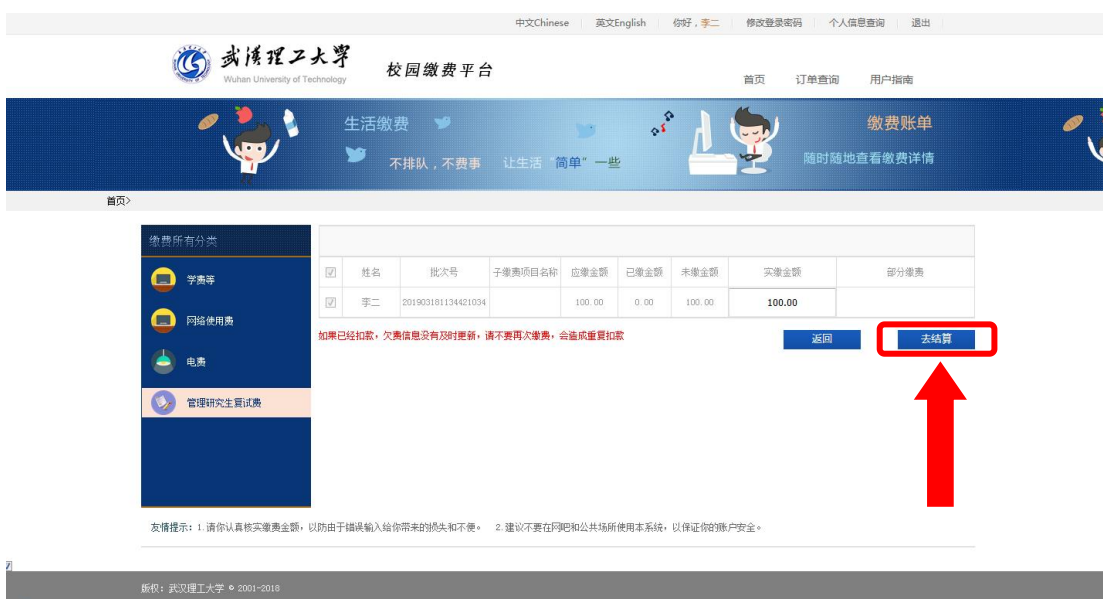 中文Chinese 英文English 你好，李二 修改登录密码 个人信息查询 退出
武汉理工大学
Wuhan University of Technology
校园缴费平台
首页 订单查询 用户指南
生活缴费
不排队，不费事 让生活“简单”一些
缴费账单
随时随地查看缴费详情
首页>
缴费所有分类
学费等
网络使用费
电费
管理研究生复试费
姓名 批次号 子缴费项目名称 应缴金额 已缴金额 未缴金额 实缴金额 部分缴费
李二 201903181134421034 100.00 0.00 100.00 100.00
如果已经扣款，欠费信息没有及时更新，请不要再次缴费，会造成重复扣款
返回 去结算
友情提示：1.请你认真核实缴费金额，以防由于错误输入给你带来的损失和不便。 2.建议不要在网吧和公共场所使用本系统，以保证你的账户安全。
版权：武汉理工大学 © 2001-2018